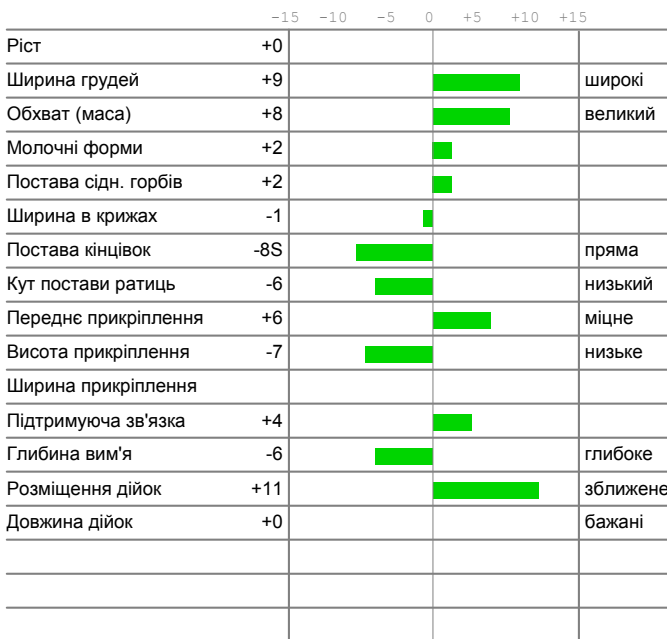 -15 -10 -5 0 +5 +10 +15
Ріст +0
Ширина грудей +9 широкі
Обхват (маса) +8 великий
Молочні форми +2
Постава сідн. горбів +2
Ширина в крижах -1
Постава кінцівок -8S пряма
Кут постави ратиць -6 низький
Переднє прикріплення +6 міцне
Висота прикріплення -7 низьке
Ширина прикріплення
Підтримуюча зв'язка +4
Глибина вим'я -6 глибоке
Розміщення дійок +11 зближене
Довжина дійок +0 бажані